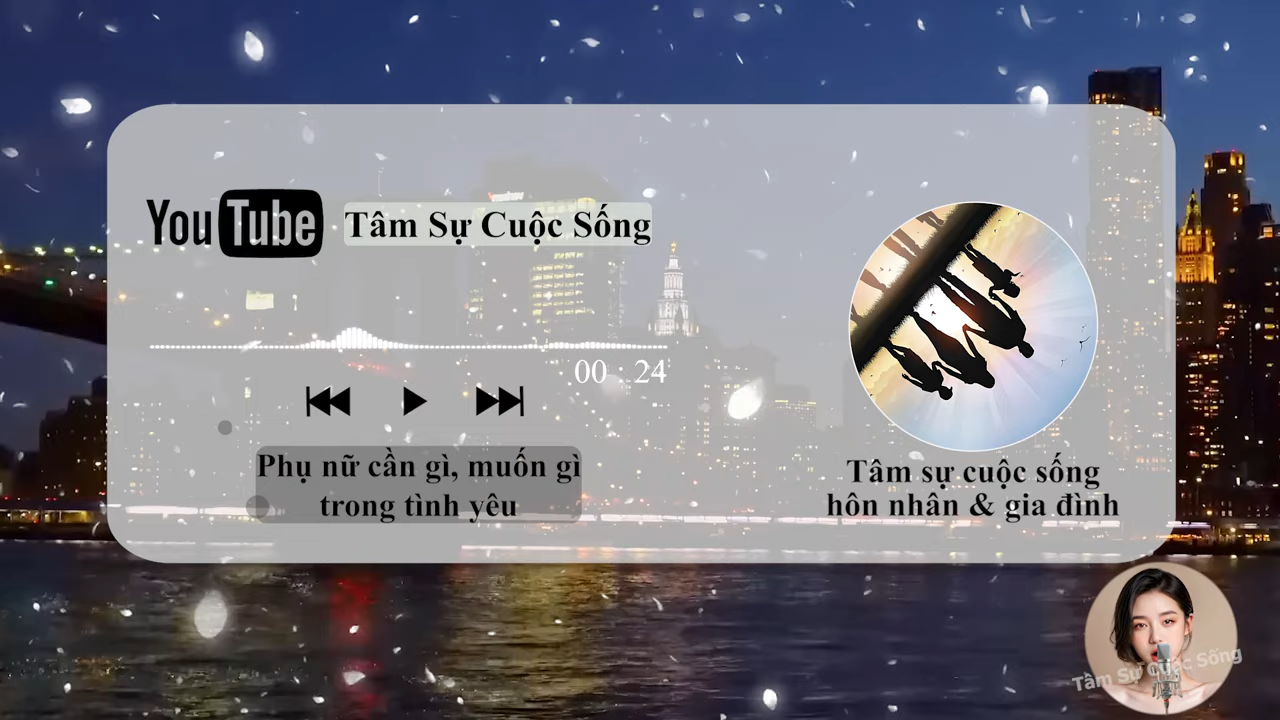 YouTube
Tâm Sự Cuộc Sống
00 24
Phụ nữ cần gì, muốn gì
trong tình yêu
Tâm sự cuộc sống
hôn nhân & gia đình
Tâm Sự Cuộc Sống